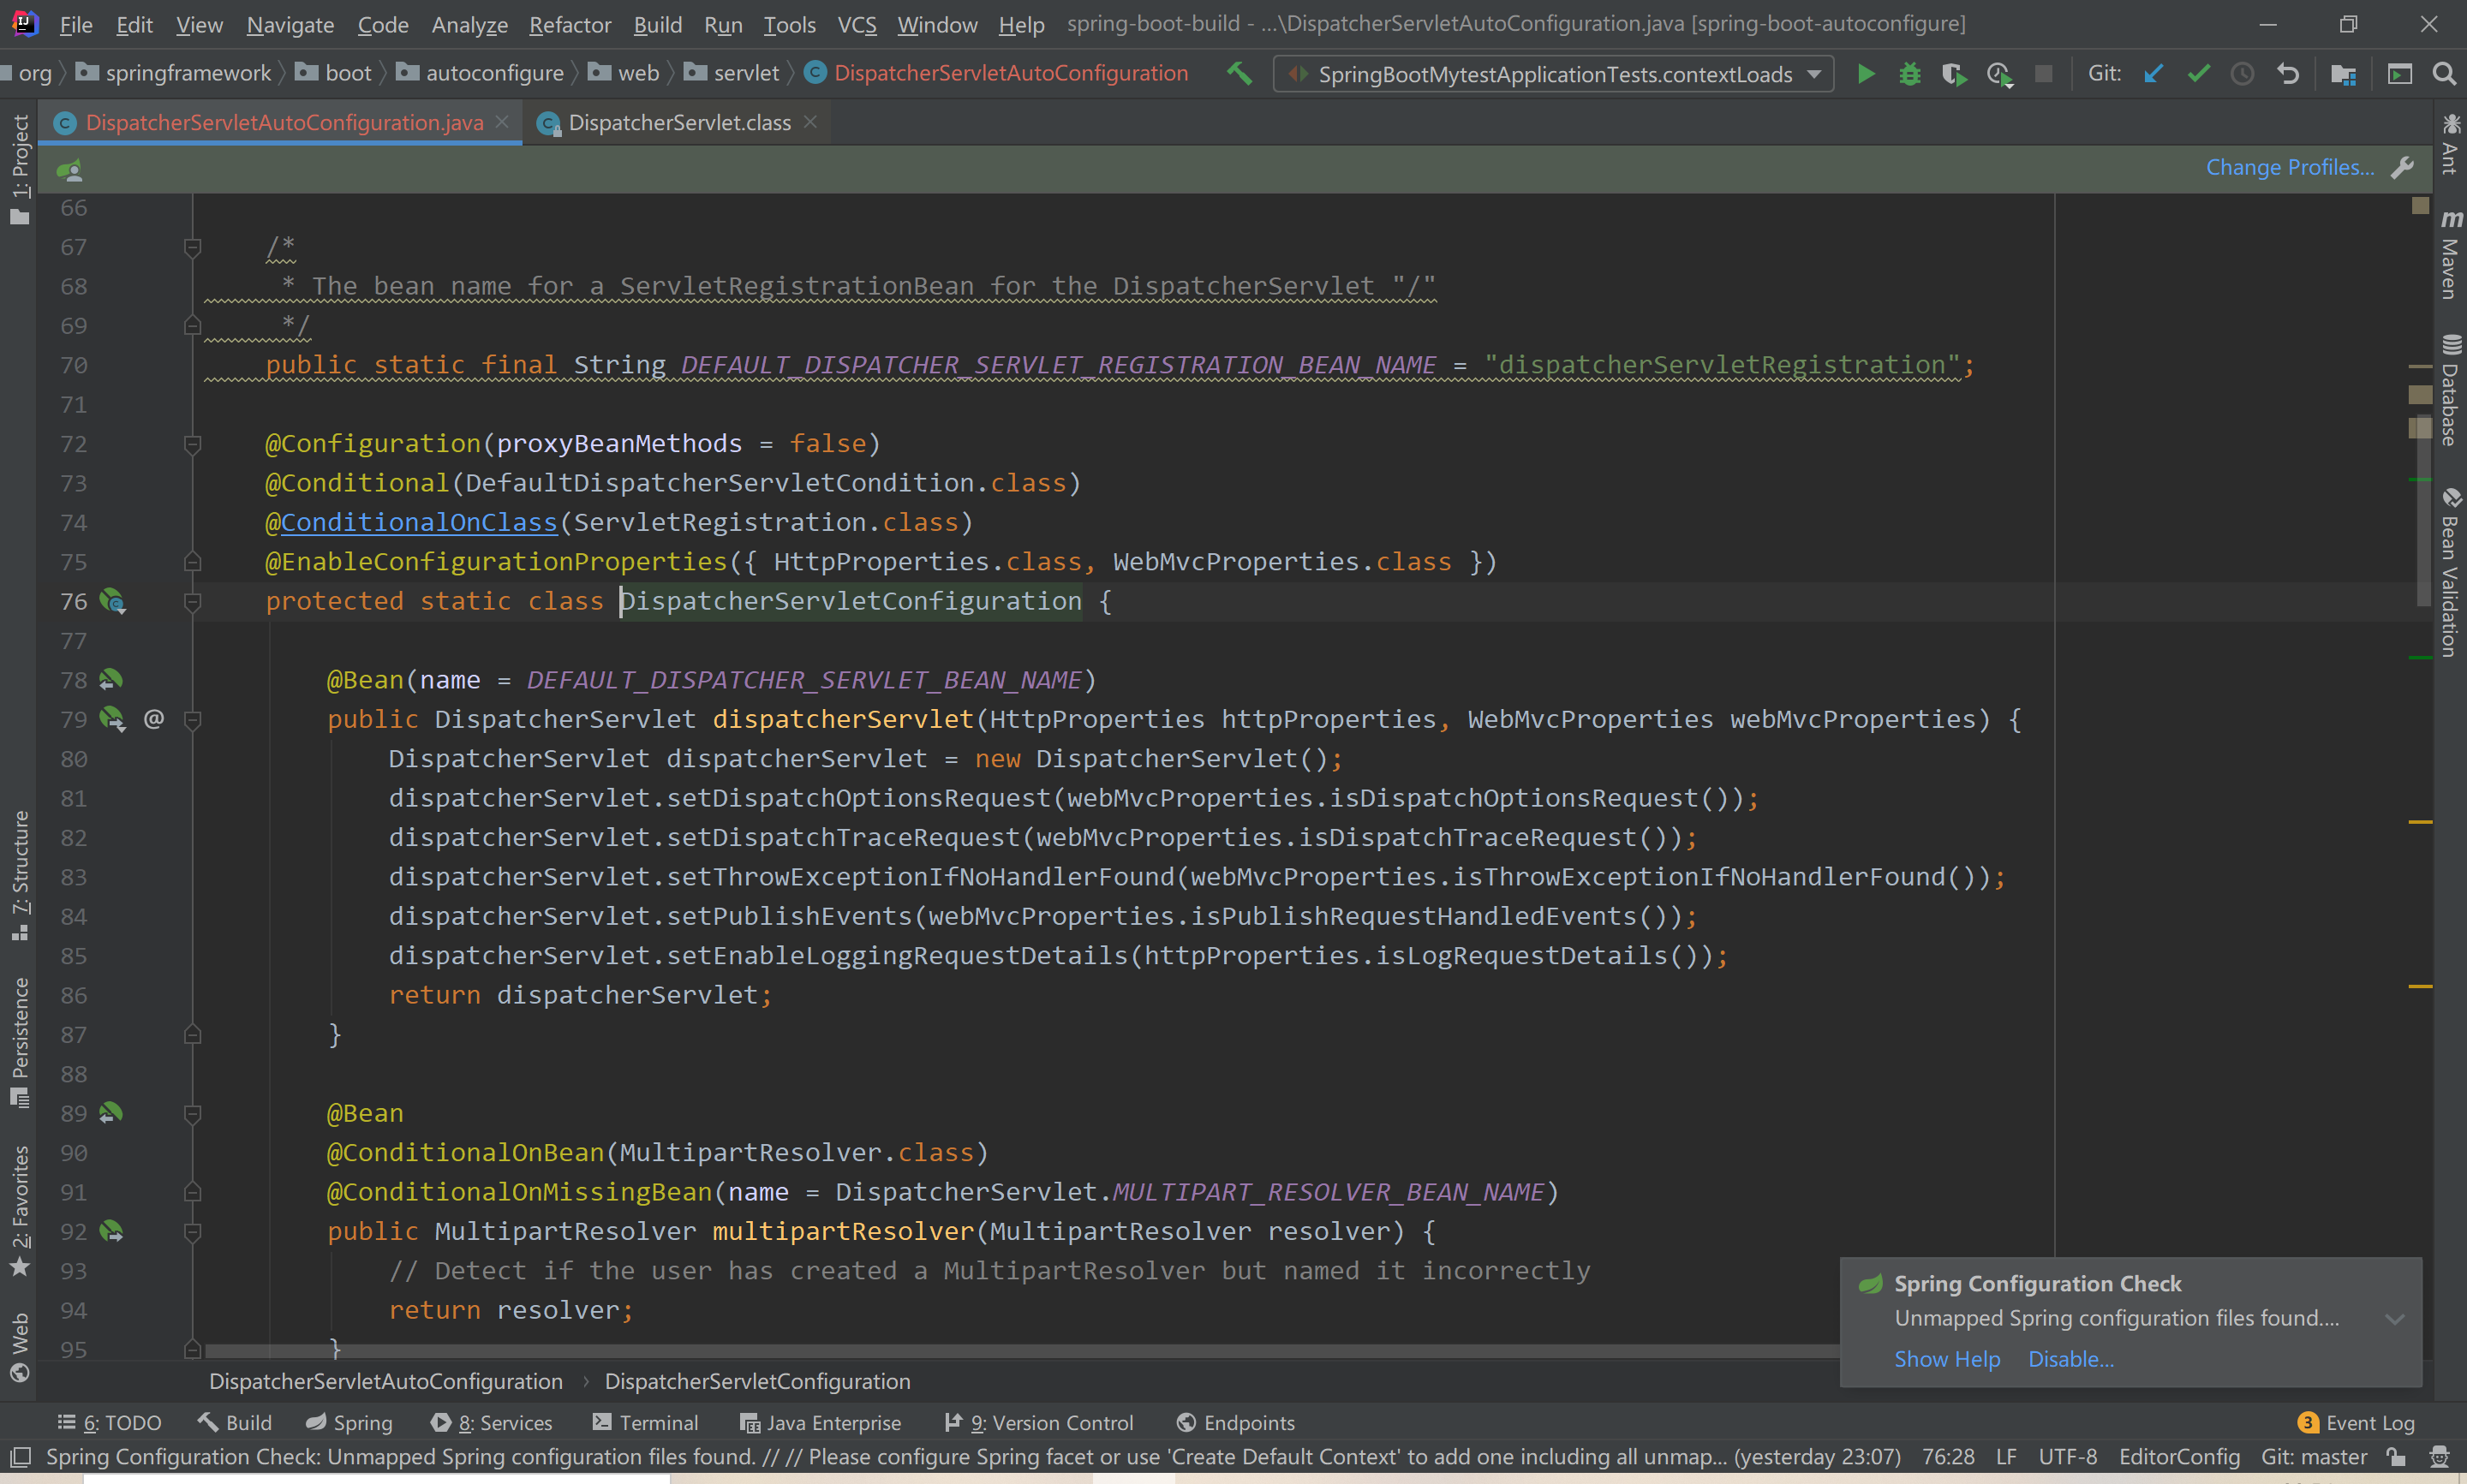 File Edit View Navigate Code Analyze Refactor Build Run Tools VCS Window Help spring-boot-build - ...\DispatcherServletAutoConfiguration.java [spring-boot-autoconfigure]
org springframework boot autoconfigure web servlet DispatcherServletAutoConfiguration SpringBootMytestApplicationTests.contextLoads Git:
DispatcherServletAutoConfiguration.java DispatcherServlet.class
Change Profiles...
66
67 /*
68 * The bean name for a ServletRegistrationBean for the DispatcherServlet "/"
69 */
70 public static final String DEFAULT_DISPATCHER_SERVLET_REGISTRATION_BEAN_NAME = "dispatcherServletRegistration";
71
72 @Configuration(proxyBeanMethods = false)
73 @Conditional(DefaultDispatcherServletCondition.class)
74 @ConditionalOnClass(ServletRegistration.class)
75 @EnableConfigurationProperties({ HttpProperties.class, WebMvcProperties.class })
76 protected static class DispatcherServletConfiguration {
77
78 @Bean(name = DEFAULT_DISPATCHER_SERVLET_BEAN_NAME)
79 @ public DispatcherServlet dispatcherServlet(HttpProperties httpProperties, WebMvcProperties webMvcProperties) {
80 DispatcherServlet dispatcherServlet = new DispatcherServlet();
81 dispatcherServlet.setDispatchOptionsRequest(webMvcProperties.isDispatchOptionsRequest());
82 dispatcherServlet.setDispatchTraceRequest(webMvcProperties.isDispatchTraceRequest());
83 dispatcherServlet.setThrowExceptionIfNoHandlerFound(webMvcProperties.isThrowExceptionIfNoHandlerFound());
84 dispatcherServlet.setPublishEvents(webMvcProperties.isPublishRequestHandledEvents());
85 dispatcherServlet.setEnableLoggingRequestDetails(httpProperties.isLogRequestDetails());
86 return dispatcherServlet;
87 }
88
89 @Bean
90 @ConditionalOnBean(MultipartResolver.class)
91 @ConditionalOnMissingBean(name = DispatcherServlet.MULTIPART_RESOLVER_BEAN_NAME)
92 public MultipartResolver multipartResolver(MultipartResolver resolver) {
93 // Detect if the user has created a MultipartResolver but named it incorrectly
94 return resolver;
95 }
1: Project
7: Structure
Persistence
2: Favorites
Web
Ant
m Maven
Database
Bean Validation
Spring Configuration Check
Unmapped Spring configuration files found....
Show Help Disable...
DispatcherServletAutoConfiguration › DispatcherServletConfiguration
6: TODO Build Spring 8: Services Terminal Java Enterprise 9: Version Control Endpoints 3 Event Log
Spring Configuration Check: Unmapped Spring configuration files found. // // Please configure Spring facet or use 'Create Default Context' to add one including all unmap... (yesterday 23:07) 76:28 LF UTF-8 EditorConfig Git: master